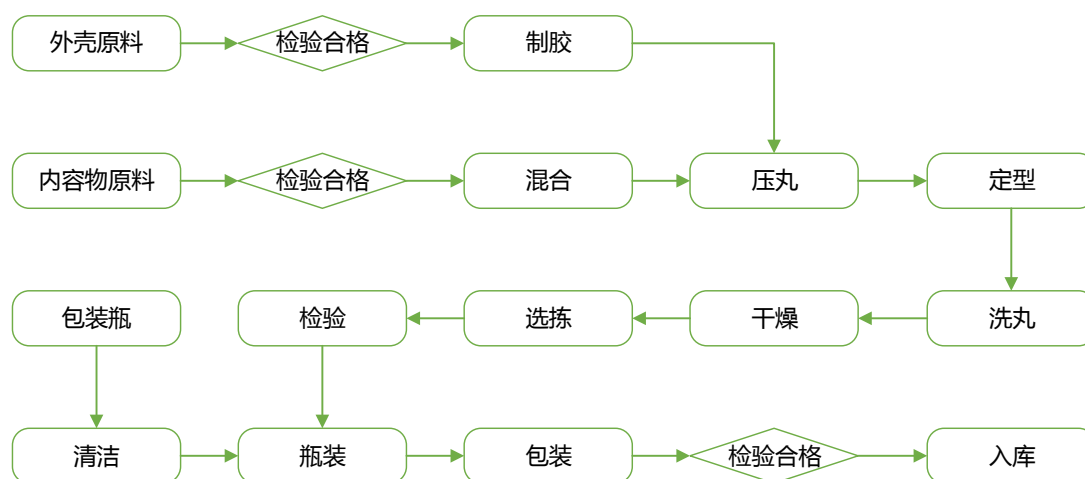 外壳原料
检验合格
制胶
内容物原料
检验合格
混合
压丸
定型
包装瓶
检验
选拣
干燥
洗丸
清洁
瓶装
包装
检验合格
入库